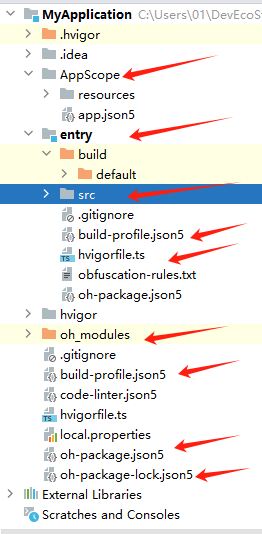 MyApplication C:\Users\01\DevEcoS
.hvigor
.idea
AppScope
resources
app.json5
entry
build
default
src
.gitignore
build-profile.json5
hvigorfile.ts
obfuscation-rules.txt
oh-package.json5
hvigor
oh_modules
.gitignore
build-profile.json5
code-linter.json5
hvigorfile.ts
local.properties
oh-package.json5
oh-package-lock.json5
External Libraries
Scratches and Consoles